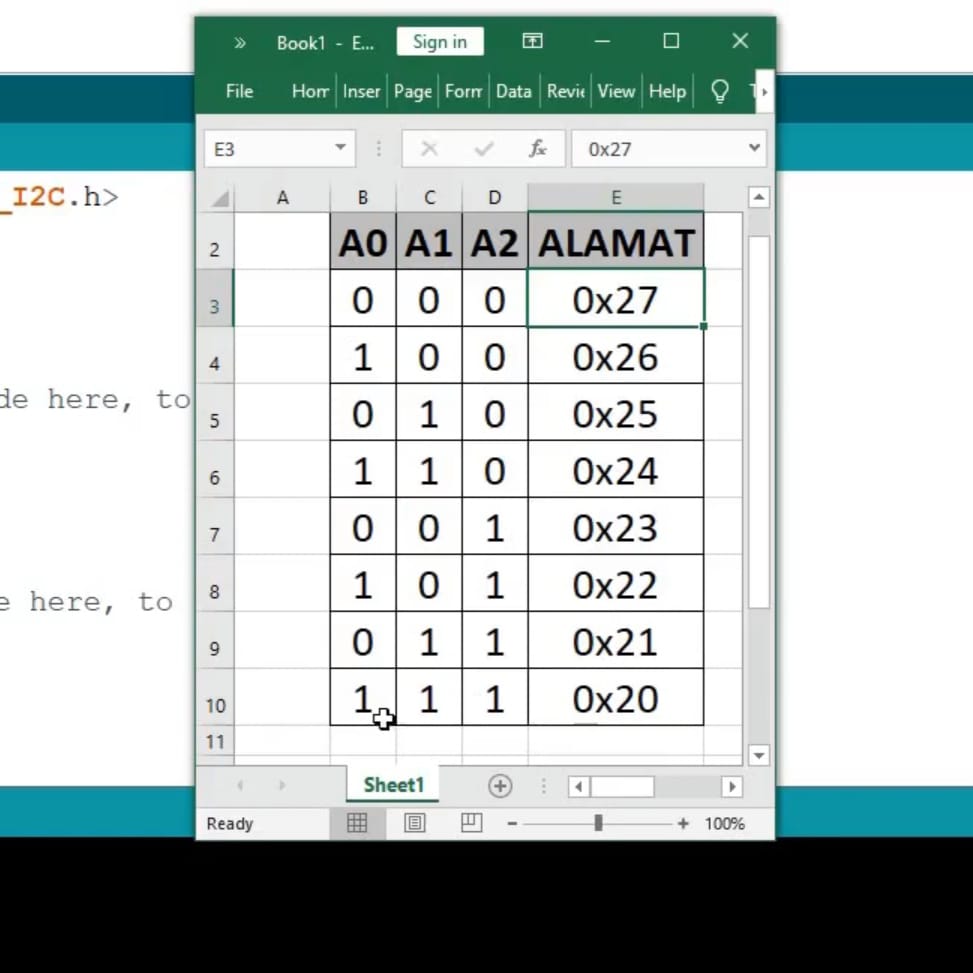 Book1 - E... Sign in
File Hom Inser Page Form Data Revie View Help
E3 fx 0x27
_I2C.h>
A B C D E
2 A0 A1 A2 ALAMAT
3 0 0 0 0x27
4 1 0 0 0x26
de here, to
5 0 1 0 0x25
6 1 1 0 0x24
7 0 0 1 0x23
8 1 0 1 0x22
e here, to
9 0 1 1 0x21
10 1 1 1 0x20
11
Sheet1
Ready 100%